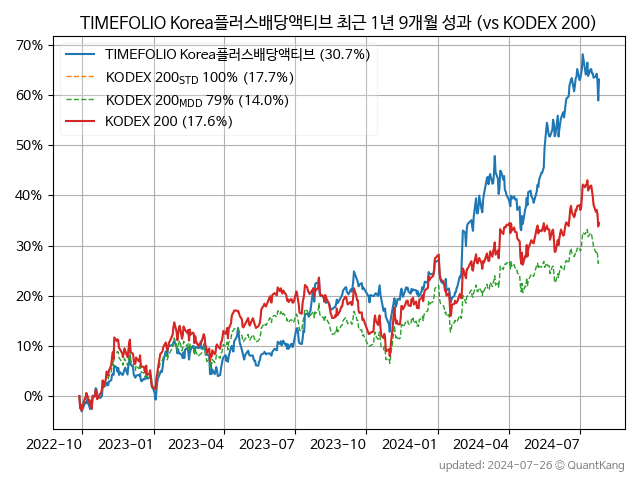 TIMEFOLIO Korea플러스배당액티브 최근 1년 9개월 성과 (vs KODEX 200)
70%
60%
50%
40%
30%
20%
10%
0%
TIMEFOLIO Korea플러스배당액티브 (30.7%)
KODEX 200STD 100% (17.7%)
KODEX 200MDD 79% (14.0%)
KODEX 200 (17.6%)
2022-10 2023-01 2023-04 2023-07 2023-10 2024-01 2024-04 2024-07
updated: 2024-07-26 © QuantKang